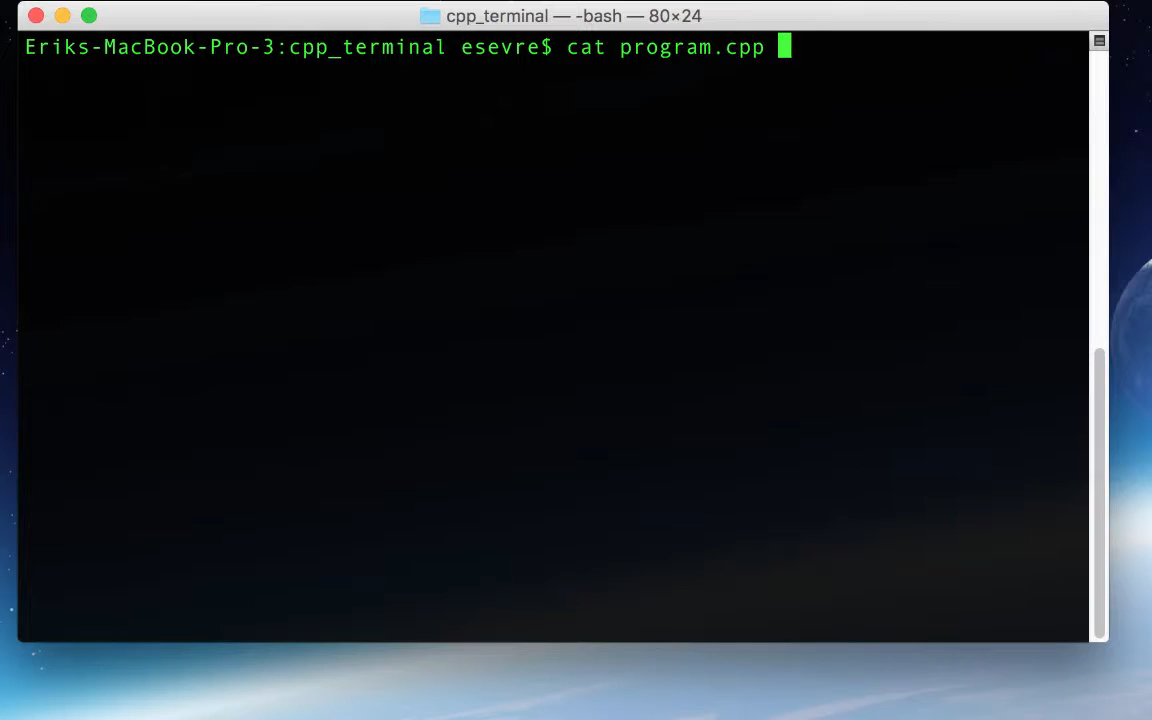 cpp_terminal — -bash — 80×24
Eriks-MacBook-Pro-3:cpp_terminal esevre$ cat program.cpp